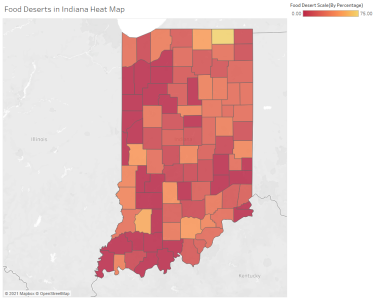 Food Deserts in Indiana Heat Map
Food Desert Scale(By Percentage)
0.00
75.00
Illinois
Kentucky
© 2021 Mapbox © OpenStreetMap